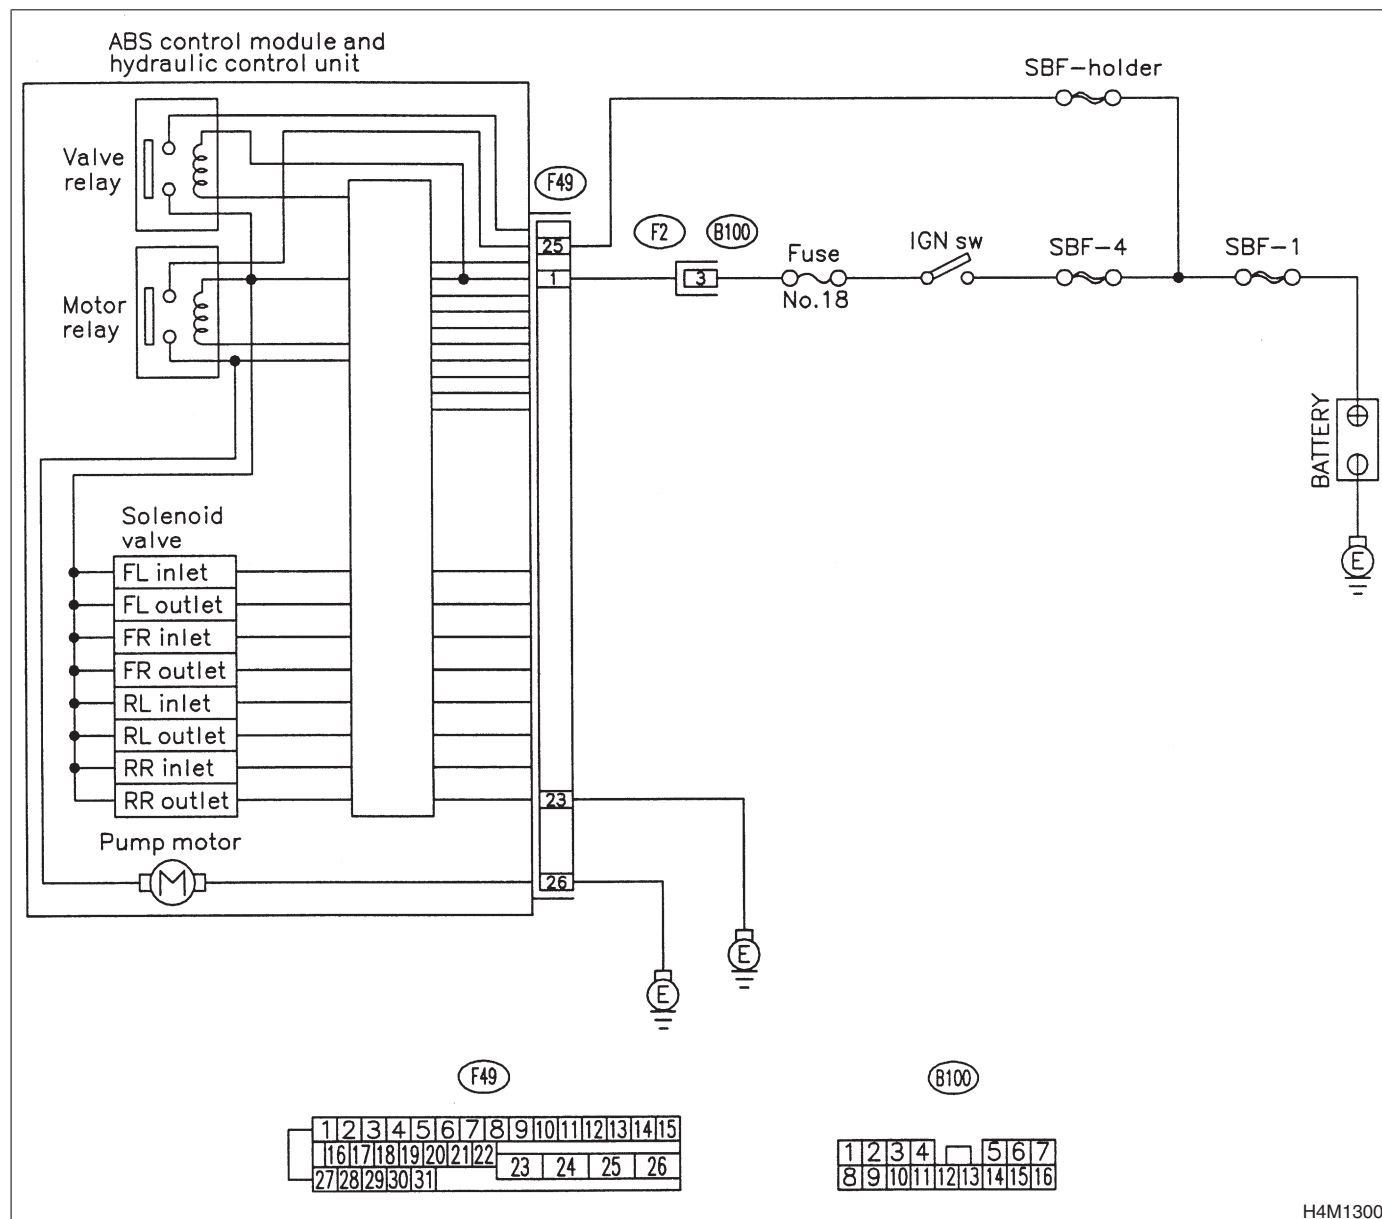 ABS control module and
hydraulic control unit
SBF-holder
Valve
relay
F49
F2
B100
25
IGN sw
SBF-4
SBF-1
Fuse
1
3
No.18
Motor
relay
BATTERY
Solenoid
valve
E
FL inlet
FL outlet
FR inlet
FR outlet
RL inlet
RL outlet
RR inlet
RR outlet
23
Pump motor
M
26
E
E
F49
B100
1 2 3 4 5 6 7 8 9 10 11 12 13 14 15
16 17 18 19 20 21 22
23 24 25 26
27 28 29 30 31
1 2 3 4 5 6 7
8 9 10 11 12 13 14 15 16
H4M1300